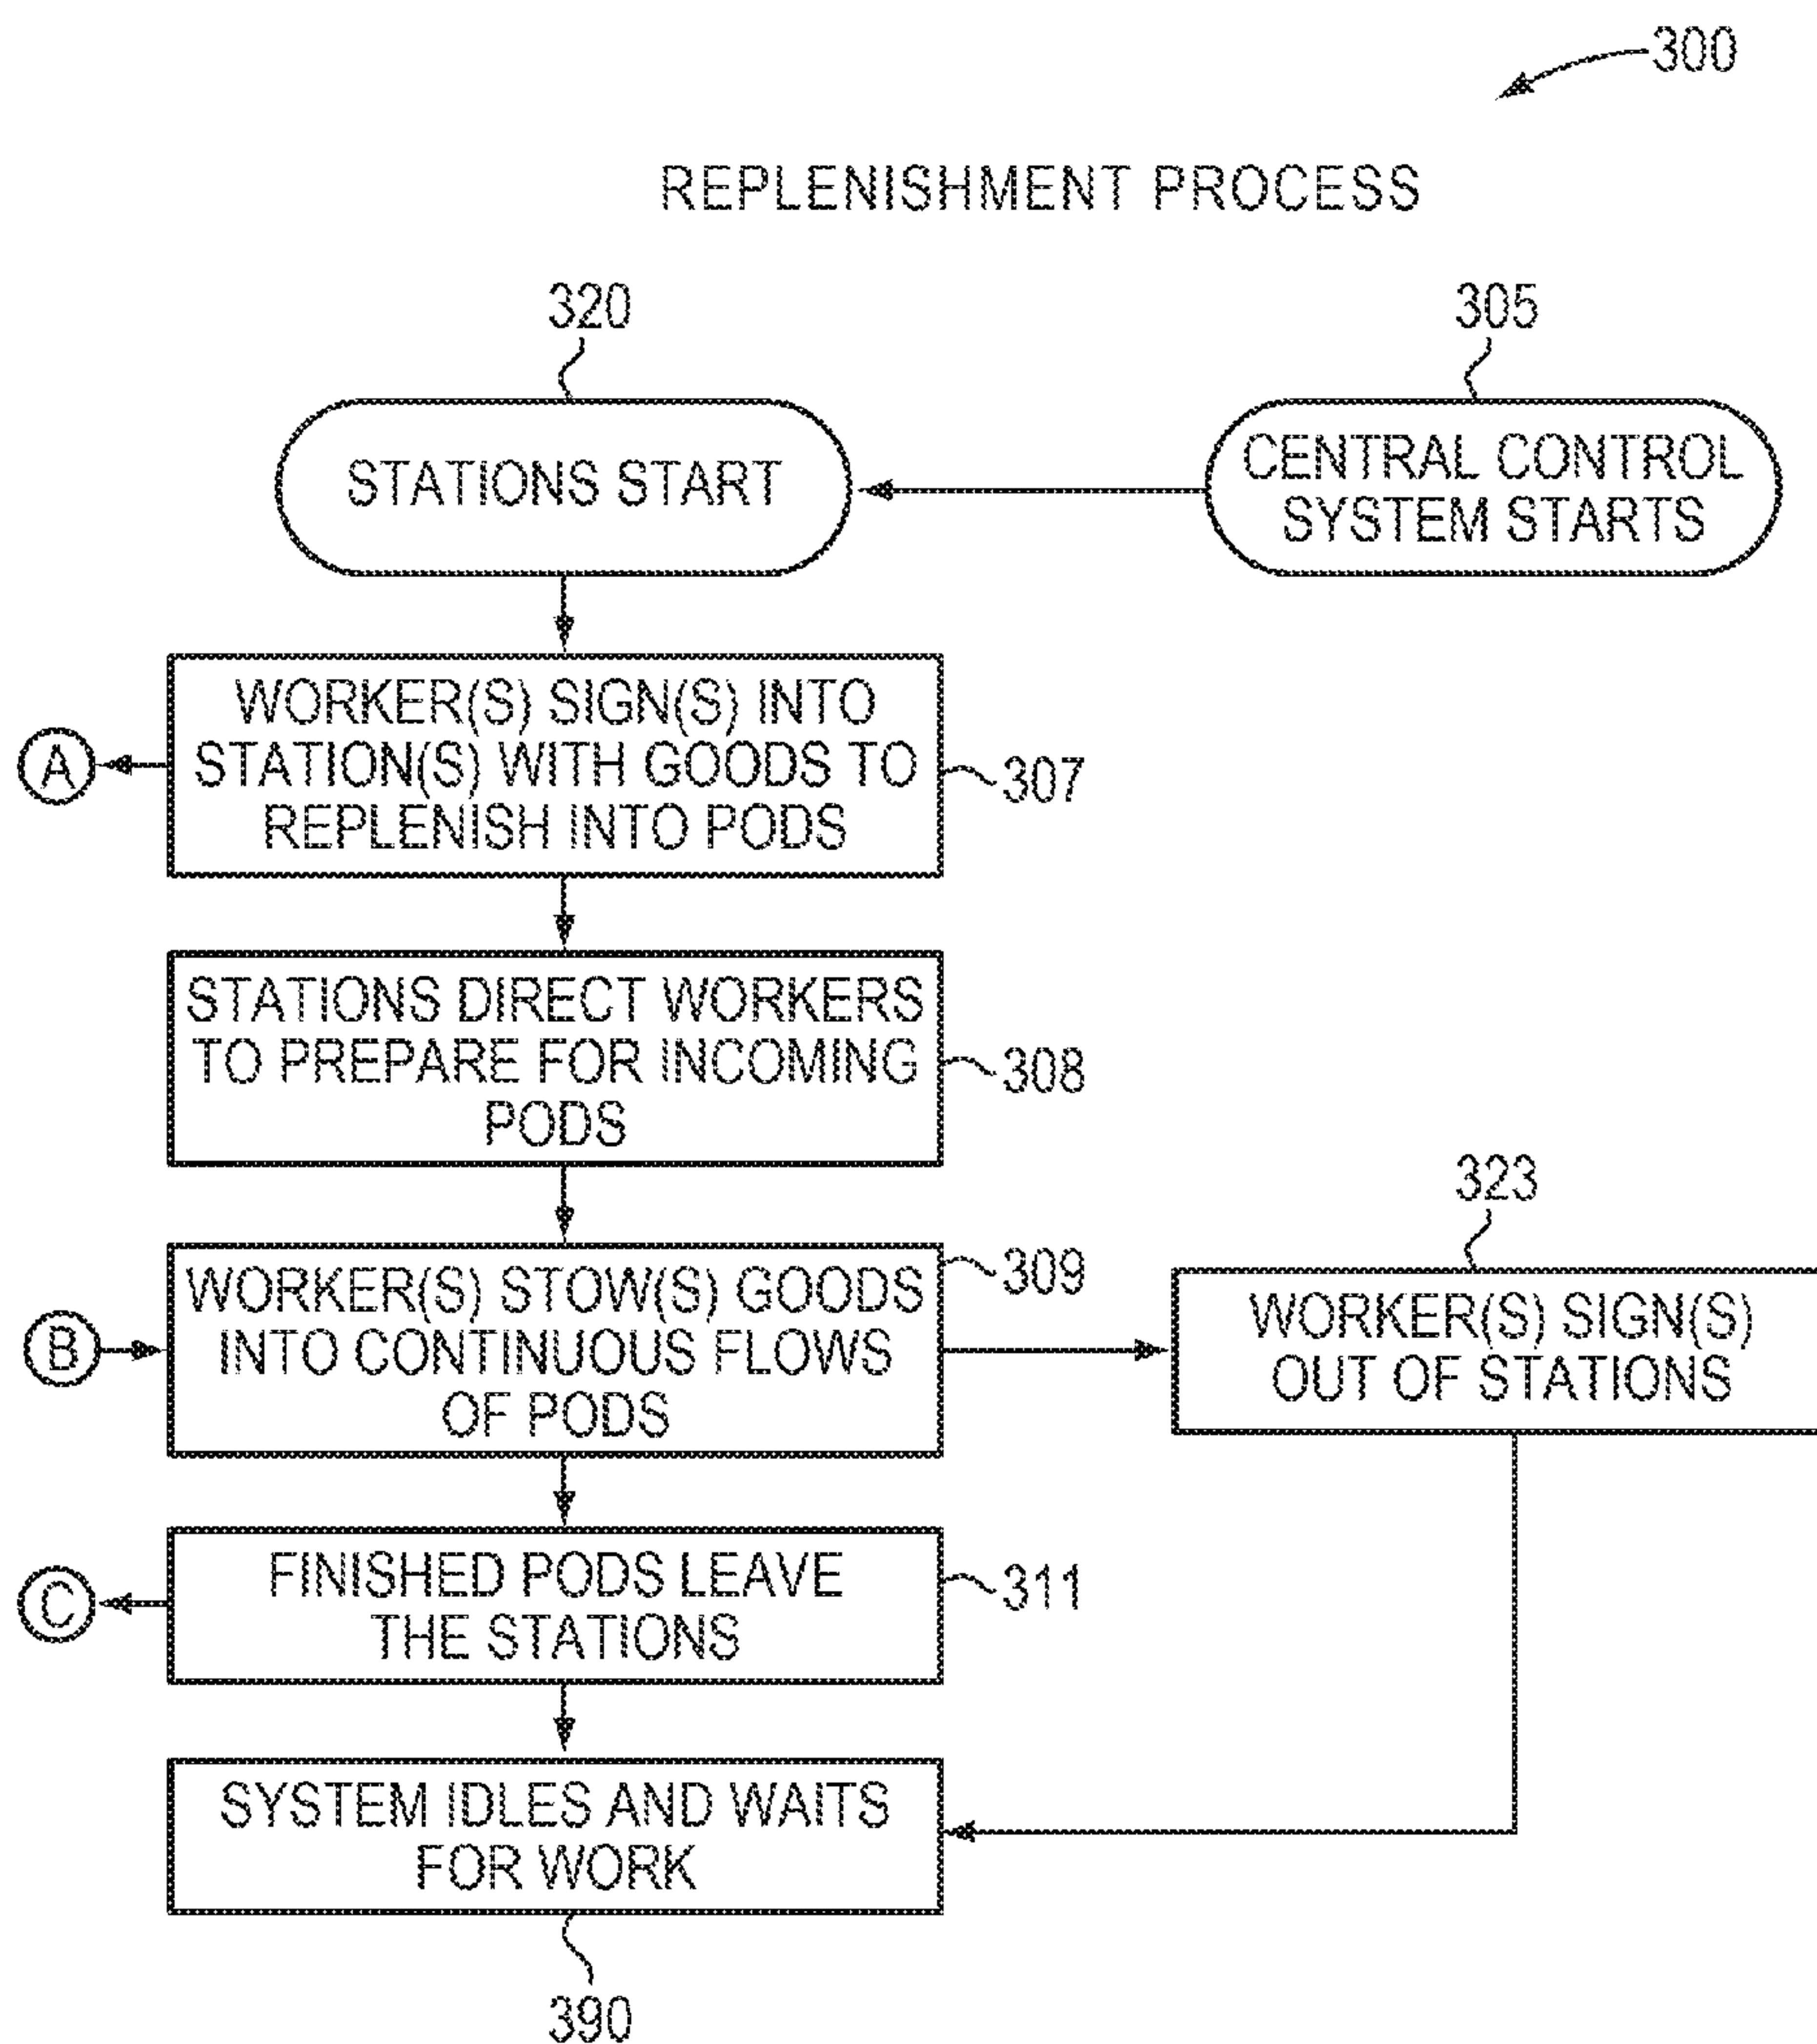 300
REPLENISHMENT PROCESS
320
305
STATIONS START
CENTRAL CONTROL
SYSTEM STARTS
WORKER(S) SIGN(S) INTO
STATION(S) WITH GOODS TO
REPLENISH INTO PODS
A
307
STATIONS DIRECT WORKERS
TO PREPARE FOR INCOMING
PODS
308
WORKER(S) STOW(S) GOODS
INTO CONTINUOUS FLOWS
OF PODS
B
309
323
WORKER(S) SIGN(S)
OUT OF STATIONS
FINISHED PODS LEAVE
THE STATIONS
C
311
SYSTEM IDLES AND WAITS
FOR WORK
390